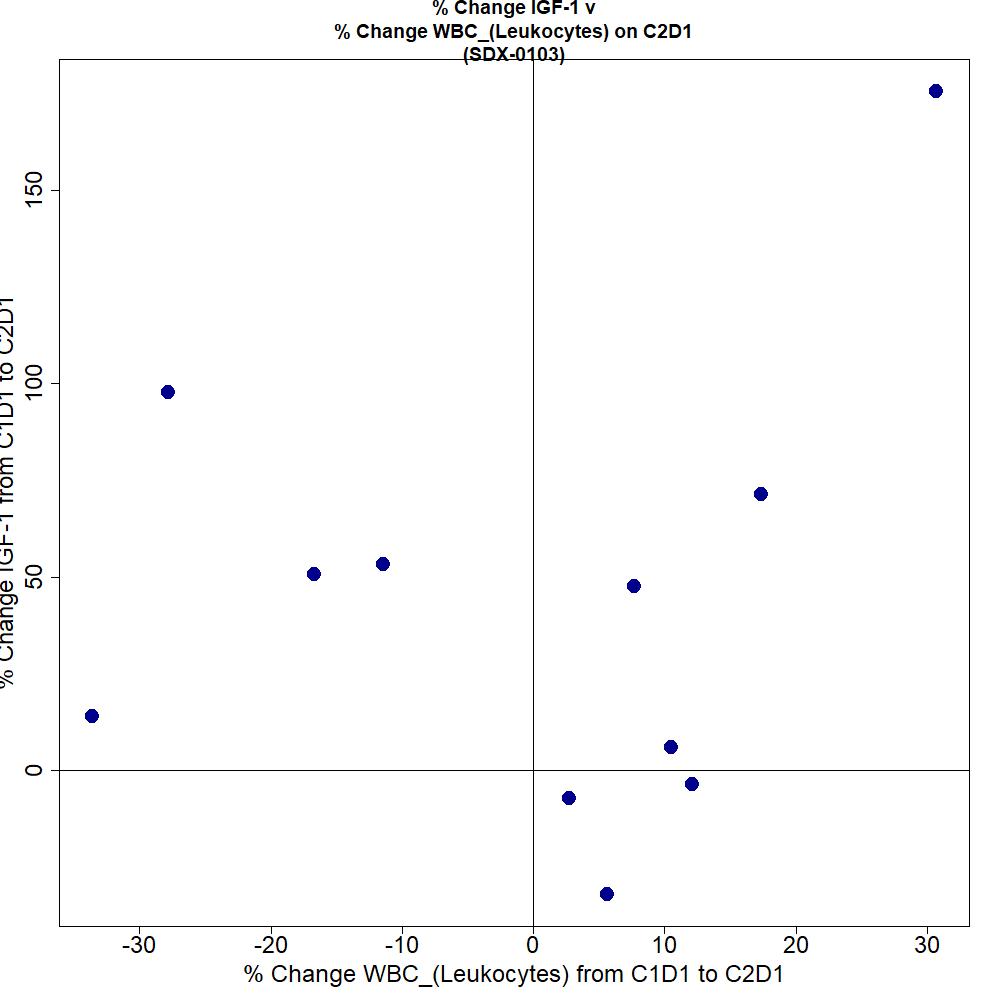 % Change IGF-1 v
% Change WBC_(Leukocytes) on C2D1
(SDX-0103)
% Change IGF-1 from C1D1 to C2D1
150
100
50
0
-30 -20 -10 0 10 20 30
% Change WBC_(Leukocytes) from C1D1 to C2D1